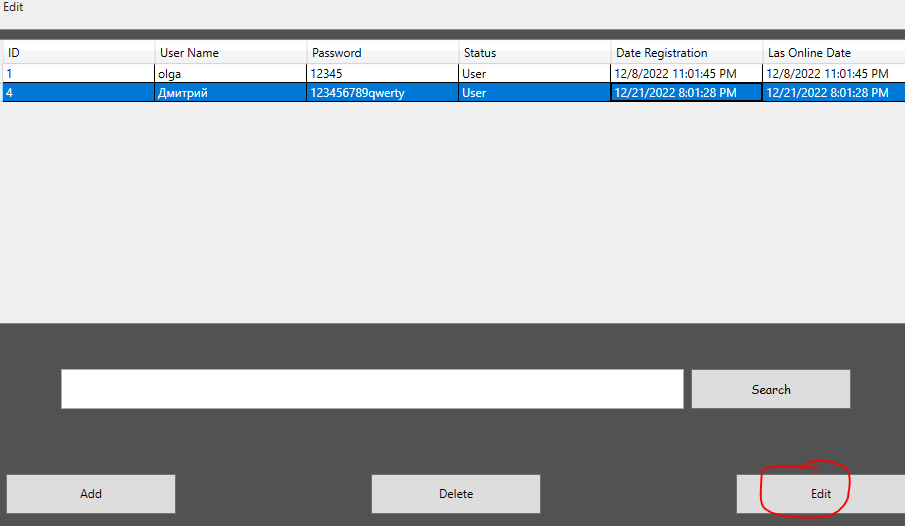 Edit
ID User Name Password Status Date Registration Las Online Date
1 olga 12345 User 12/8/2022 11:01:45 PM 12/8/2022 11:01:45 PM
4 Дмитрий 123456789qwerty User 12/21/2022 8:01:28 PM 12/21/2022 8:01:28 PM
Search
Add Delete Edit